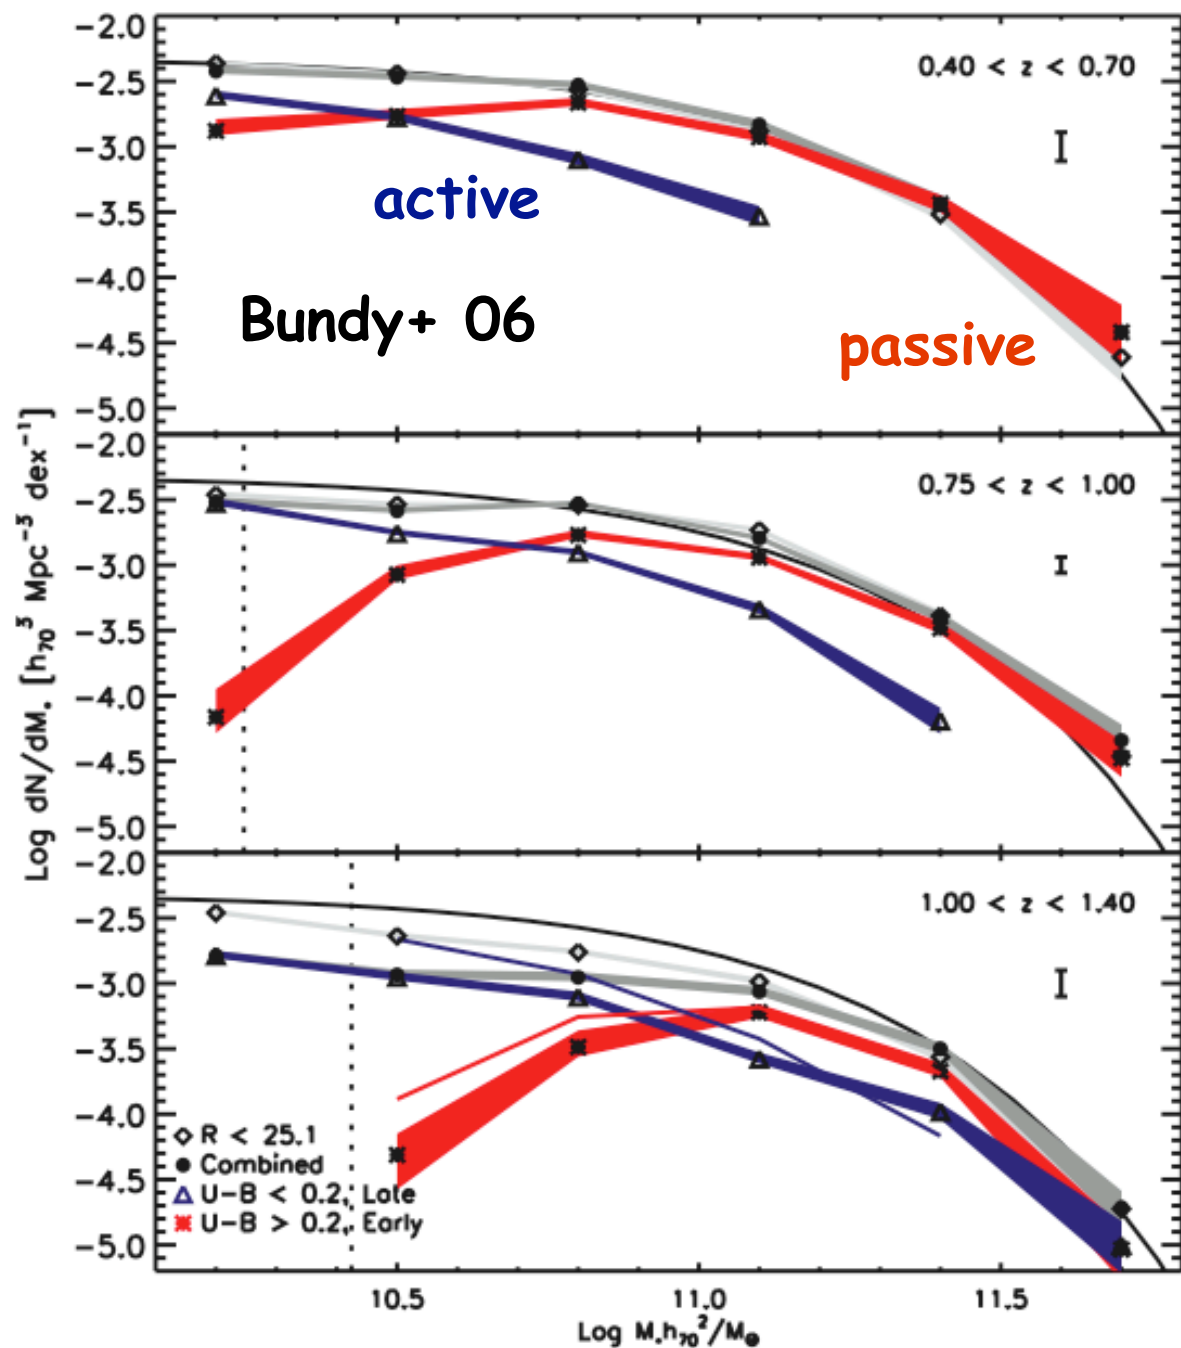 Log dN/dM* [h70^3 Mpc^-3 dex^-1]
-2.0
-2.5
-3.0
-3.5
-4.0
-4.5
-5.0
0.40 < z < 0.70
active
Bundy+ 06
passive
-2.0
-2.5
-3.0
-3.5
-4.0
-4.5
-5.0
0.75 < z < 1.00
-2.0
-2.5
-3.0
-3.5
-4.0
-4.5
-5.0
1.00 < z < 1.40
R < 25.1
Combined
U-B < 0.2, Late
U-B > 0.2, Early
10.5 11.0 11.5
Log M*h70^2/M⊙